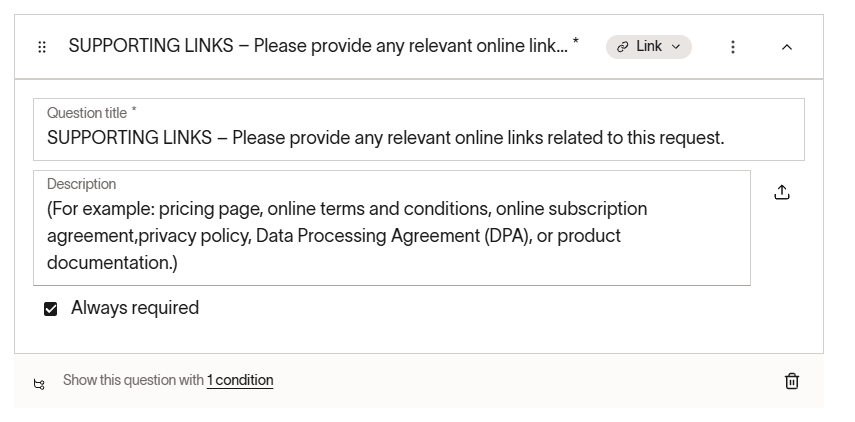 SUPPORTING LINKS – Please provide any relevant online link... *
Link
Question title *
SUPPORTING LINKS – Please provide any relevant online links related to this request.
Description
(For example: pricing page, online terms and conditions, online subscription
agreement,privacy policy, Data Processing Agreement (DPA), or product
documentation.)
Always required
Show this question with 1 condition